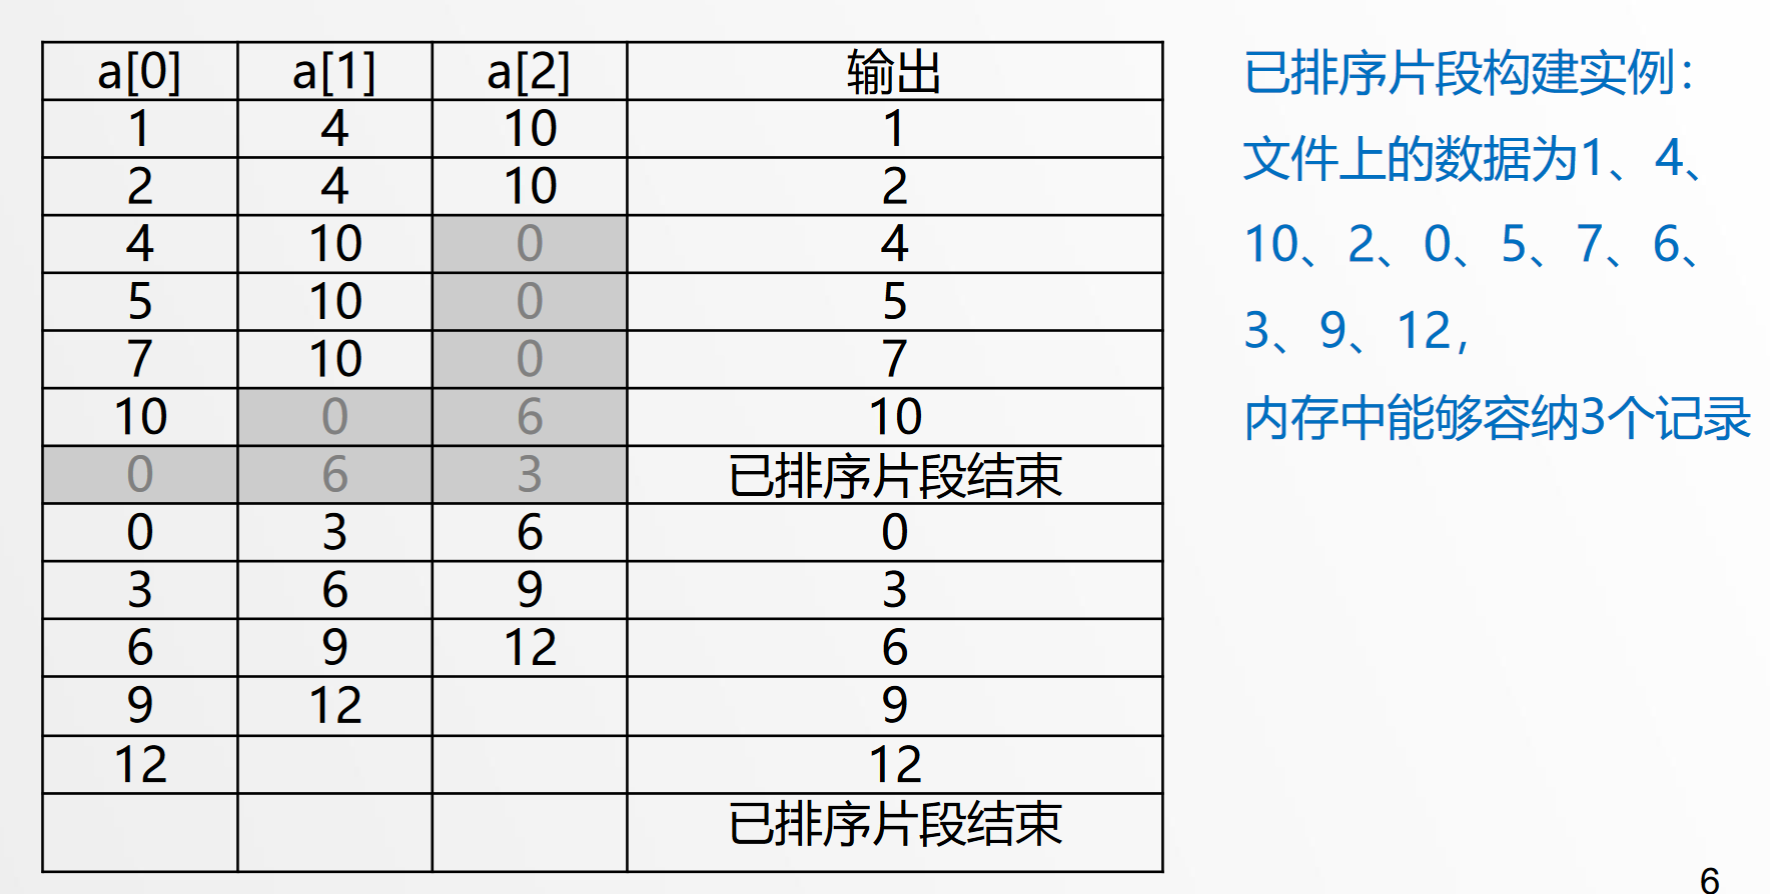 a[0] a[1] a[2] 输出
1 4 10 1
2 4 10 2
4 10 0 4
5 10 0 5
7 10 0 7
10 0 6 10
0 6 3 已排序片段结束
0 3 6 0
3 6 9 3
6 9 12 6
9 12 9
12 12
已排序片段结束
已排序片段构建实例：
文件上的数据为1、4、
10、2、0、5、7、6、
3、9、12，
内存中能够容纳3个记录
6